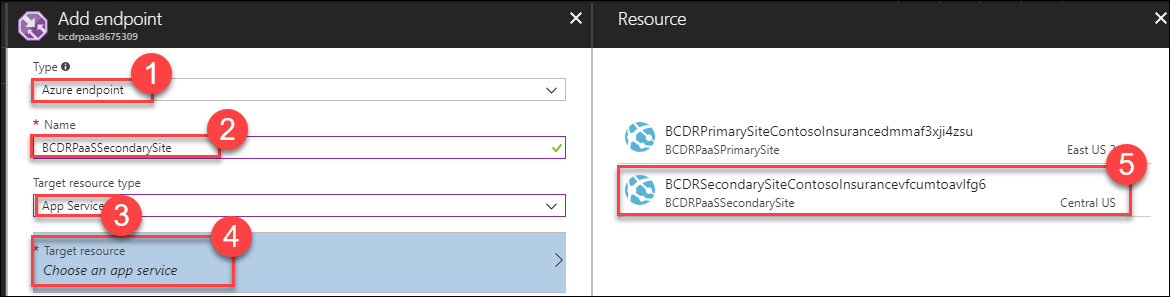 Add endpoint
bcdrpaas8675309
Type
1
Azure endpoint
2
* Name
BCDRPaaSSecondarySite
Target resource type
App Service
3
4
* Target resource
Choose an app service
Resource
BCDRPrimarySiteContosoInsurancedmmaf3xji4zsu
BCDRPaaSPrimarySite
East US 2
5
BCDRSecondarySiteContosoInsurancevfcumtoavlfg6
BCDRPaaSSecondarySite
Central US